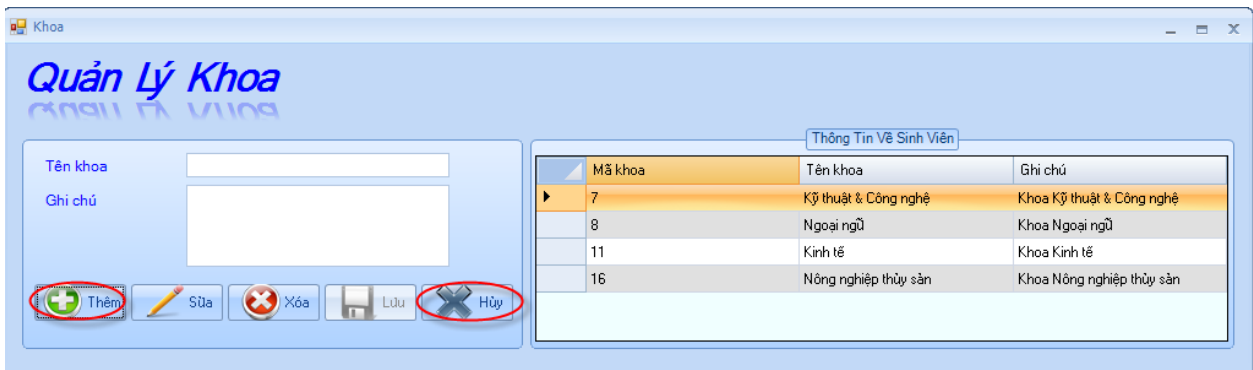 Khoa
Quản Lý Khoa
Thông Tin Về Sinh Viên
Tên khoa
Ghi chú
Mã khoa Tên khoa Ghi chú
7 Kỹ thuật & Công nghệ Khoa Kỹ thuật & Công nghệ
8 Ngoại ngữ Khoa Ngoại ngữ
11 Kinh tế Khoa Kinh tế
16 Nông nghiệp thủy sản Khoa Nông nghiệp thủy sản
Thêm Sửa Xóa Lưu Hủy